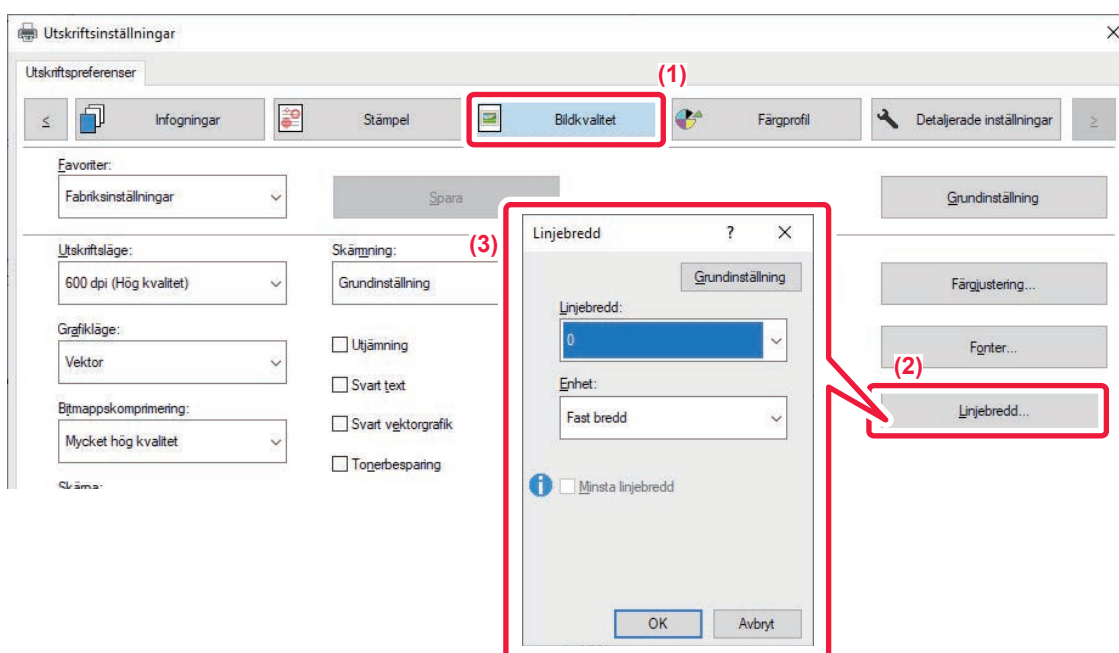 Utskriftsinställningar
Utskriftspreferenser
(1)
≤ Infogningar Stämpel Bildkvalitet Färgprofil Detaljerade inställningar ≥
Favoriter:
Fabriksinställningar Spara Grundinställning
Utskriftsläge: Skärmning: (3)
600 dpi (Hög kvalitet) Grundinställning Färgjustering...
Grafikläge:
Vektor Utjämning Fonter...
Svart text (2)
Bitmappskomprimering: Linjebredd...
Mycket hög kvalitet Svart vektorgrafik
Tonerbesparing
Skärpa:
Linjebredd ?
Grundinställning
Linjebredd:
0
Enhet:
Fast bredd
Minsta linjebredd
OK Avbryt